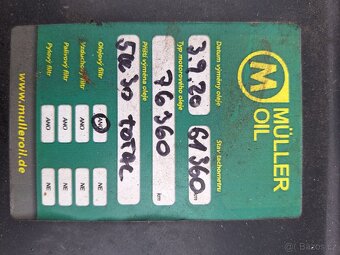 MÜLLER
OIL
Datum výměny oleje
Stav tachometru
3.9.20
61360
km
Typ motorového oleje
Příští výměna oleje
76360
km
5W30 TOTAL
Olejový filtr
ANO
NE
Vzduchový filtr
ANO
NE
Palivový filtr
ANO
NE
Pylový filtr
ANO
NE
www.mulleroil.de